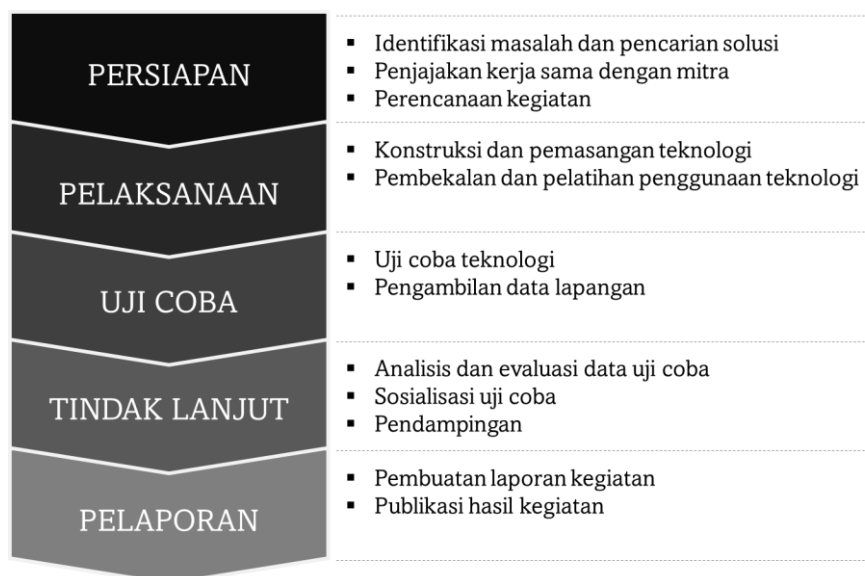 PERSIAPAN
▪ Identifikasi masalah dan pencarian solusi
▪ Penjajakan kerja sama dengan mitra
▪ Perencanaan kegiatan
PELAKSANAAN
▪ Konstruksi dan pemasangan teknologi
▪ Pembekalan dan pelatihan penggunaan teknologi
UJI COBA
▪ Uji coba teknologi
▪ Pengambilan data lapangan
TINDAK LANJUT
▪ Analisis dan evaluasi data uji coba
▪ Sosialisasi uji coba
▪ Pendampingan
PELAPORAN
▪ Pembuatan laporan kegiatan
▪ Publikasi hasil kegiatan